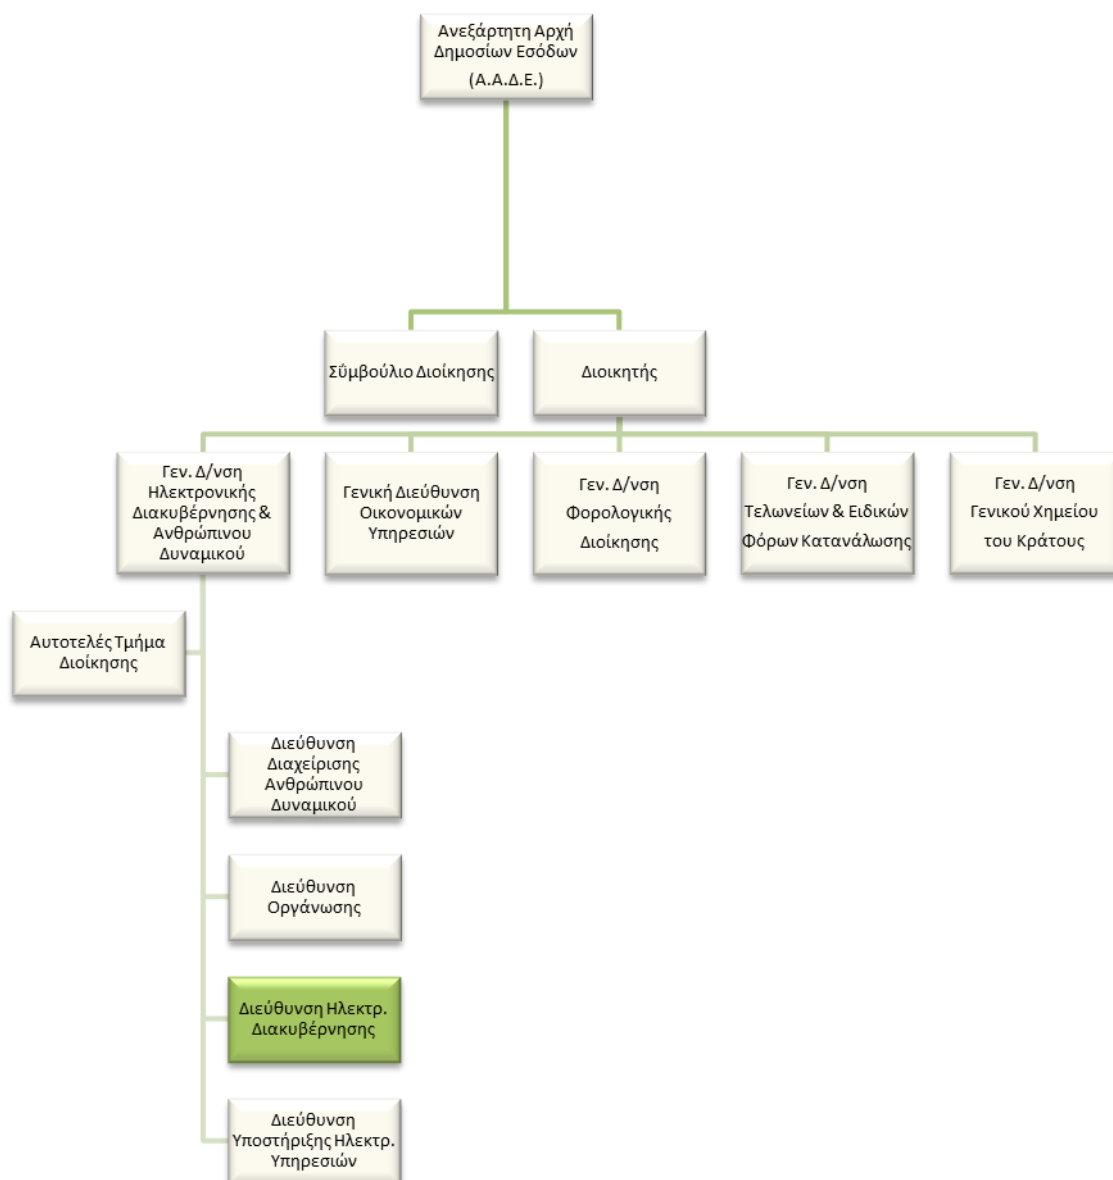 Ανεξάρτητη Αρχή
Δημοσίων Εσόδων
(Α.Α.Δ.Ε.)
Σΰμβούλιο Διοίκησης
Διοικητής
Γεν. Δ/νση
Ηλεκτρονικής
Διακυβέρνησης &
Ανθρώπινου
Δυναμικού
Γενική Διεύθυνση
Οικονομικών
Υπηρεσιών
Γεν. Δ/νση
Φορολογικής
Διοίκησης
Γεν. Δ/νση
Τελωνείων & Ειδικών
Φόρων Κατανάλωσης
Γεν. Δ/νση
Γενικού Χημείου
του Κράτους
Αυτοτελές Τμήμα
Διοίκησης
Διεύθυνση
Διαχείρισης
Ανθρώπινου
Δυναμικού
Διεύθυνση
Οργάνωσης
Διεύθυνση Ηλεκτρ.
Διακυβέρνησης
Διεύθυνση
Υποστήριξης Ηλεκτρ.
Υπηρεσιών